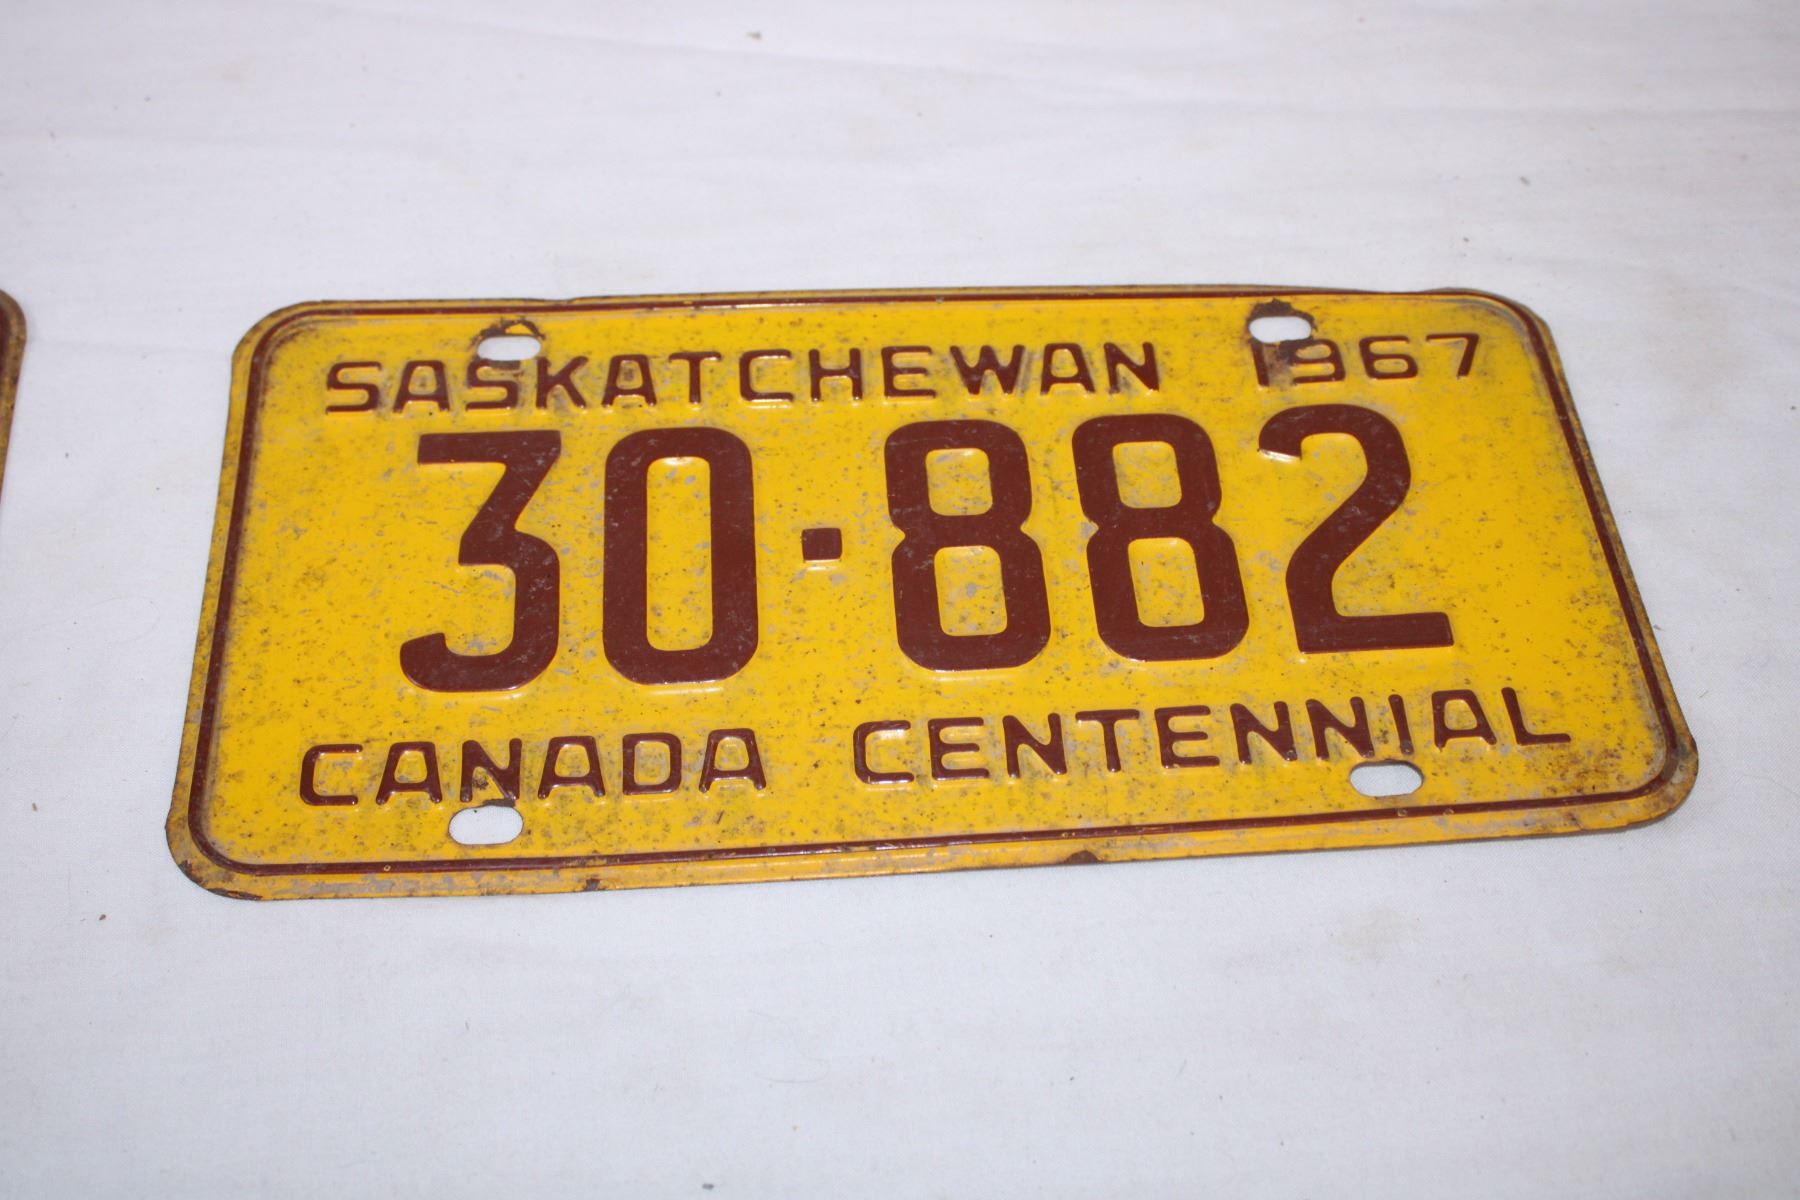 SASKATCHEWAN 1967
30·882
CANADA CENTENNIAL